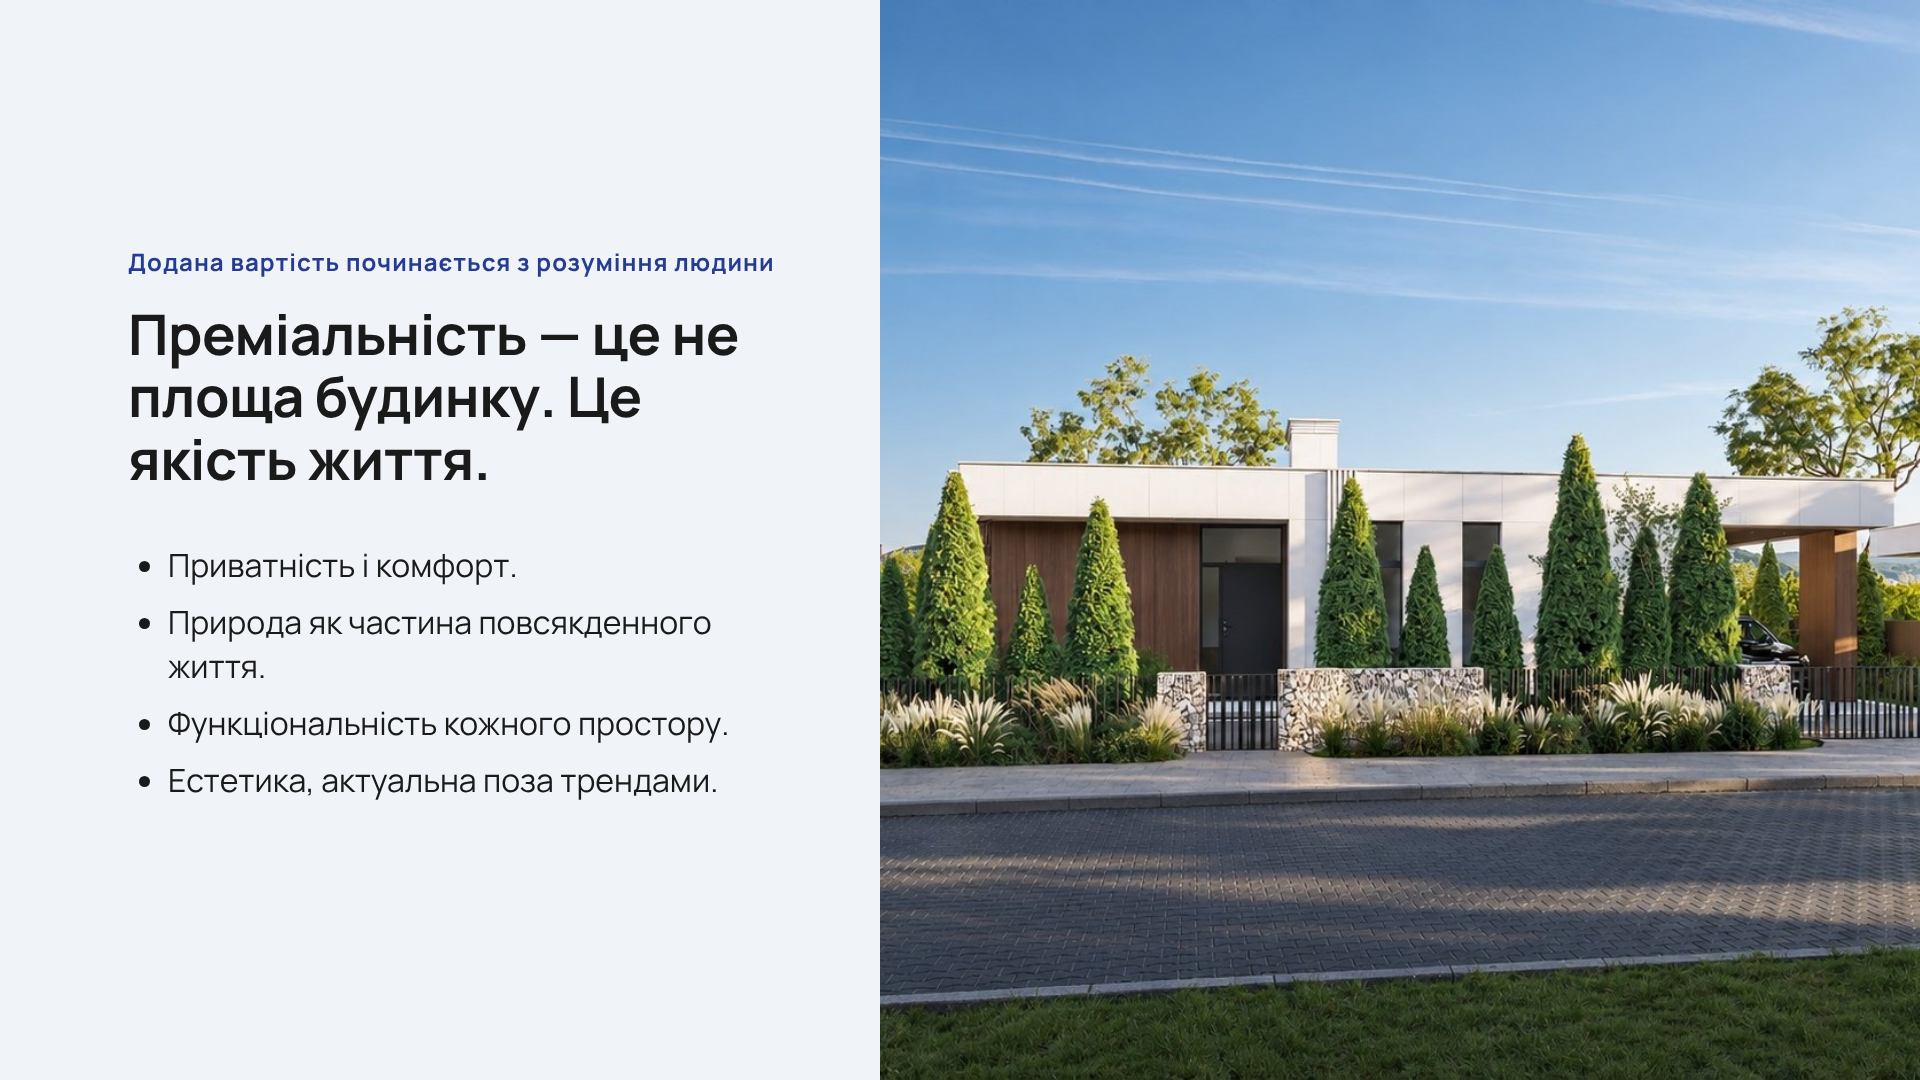 Додана вартість починається з розуміння людини
Преміальність — це не
площа будинку. Це
якість життя.
• Приватність і комфорт.
• Природа як частина повсякденного
життя.
• Функціональність кожного простору.
• Естетика, актуальна поза трендами.